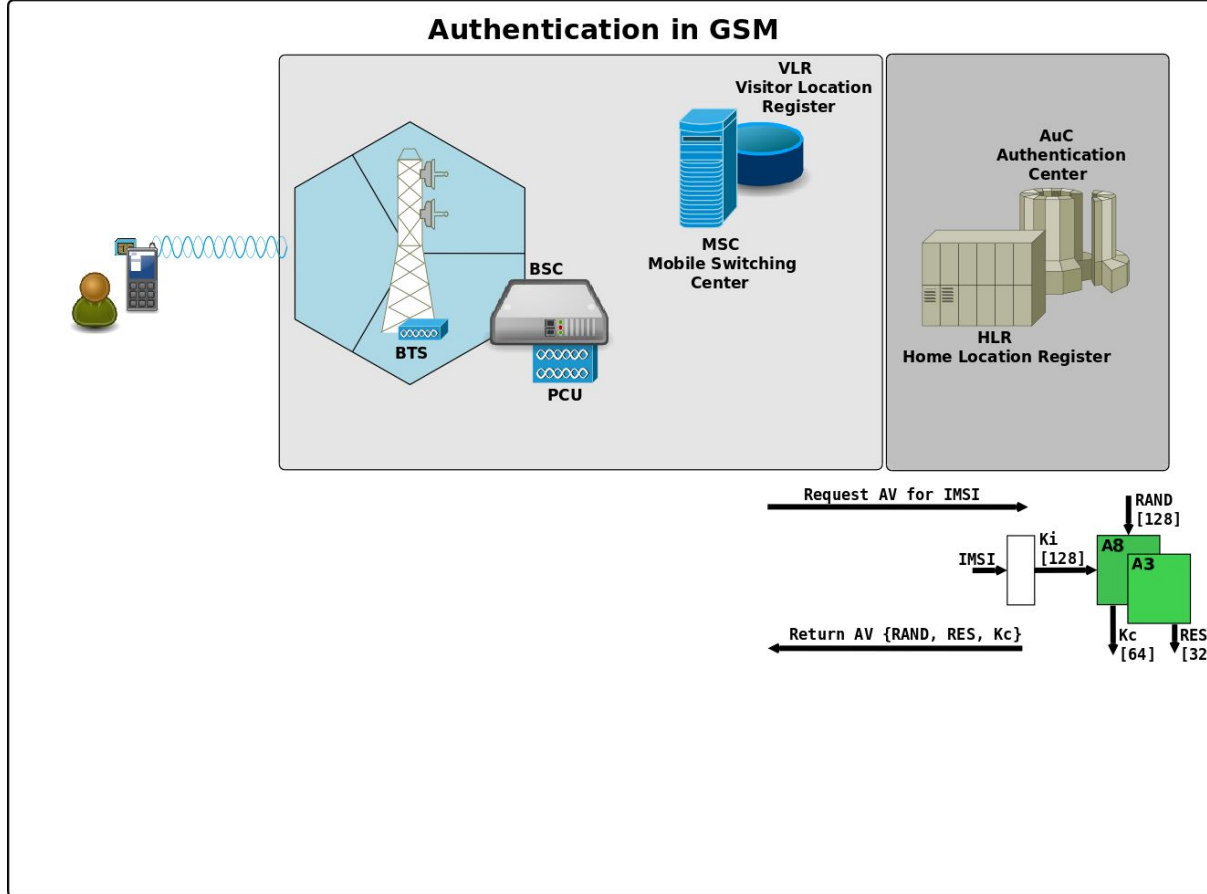 Authentication in GSM
VLR
Visitor Location
Register
AuC
Authentication
Center
MSC
Mobile Switching
Center
BSC
BTS
PCU
HLR
Home Location Register
Request AV for IMSI
RAND
[128]
Ki
[128]
IMSI
A8
A3
Return AV {RAND, RES, Kc}
Kc
[64]
RES
[32